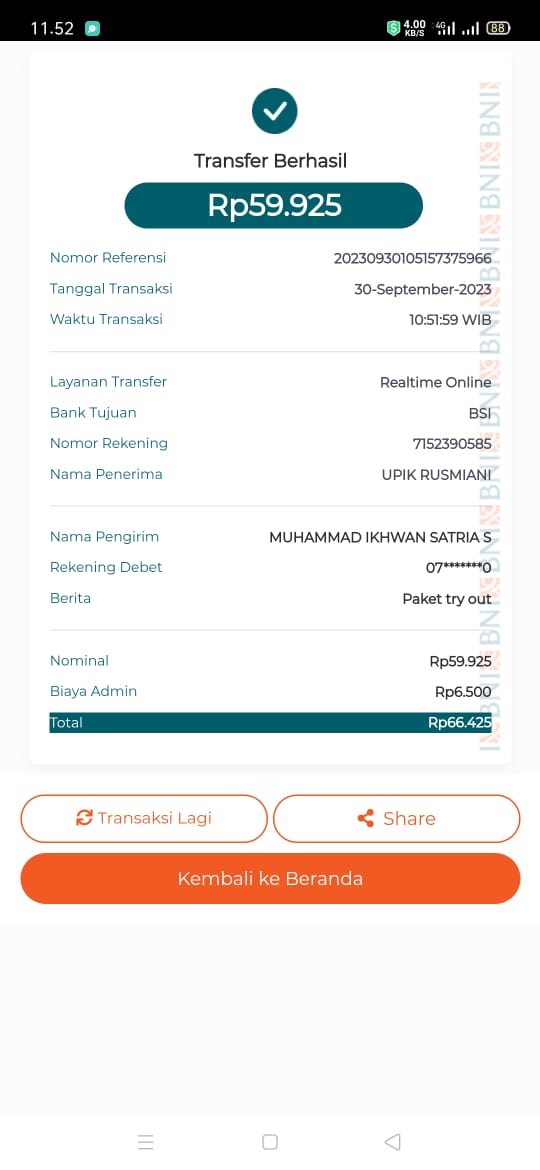 11.52
4.00 KB/S 4G 88
Transfer Berhasil
Rp59.925
Nomor Referensi 20230930105157375966
Tanggal Transaksi 30-September-2023
Waktu Transaksi 10:51:59 WIB
Layanan Transfer Realtime Online
Bank Tujuan BSI
Nomor Rekening 7152390585
Nama Penerima UPIK RUSMIANI
Nama Pengirim MUHAMMAD IKHWAN SATRIA S
Rekening Debet 07*******0
Berita Paket try out
Nominal Rp59.925
Biaya Admin Rp6.500
Total Rp66.425
BNI BNI BNI BNI BNI BNI BNI BNI BNI
Transaksi Lagi
Share
Kembali ke Beranda